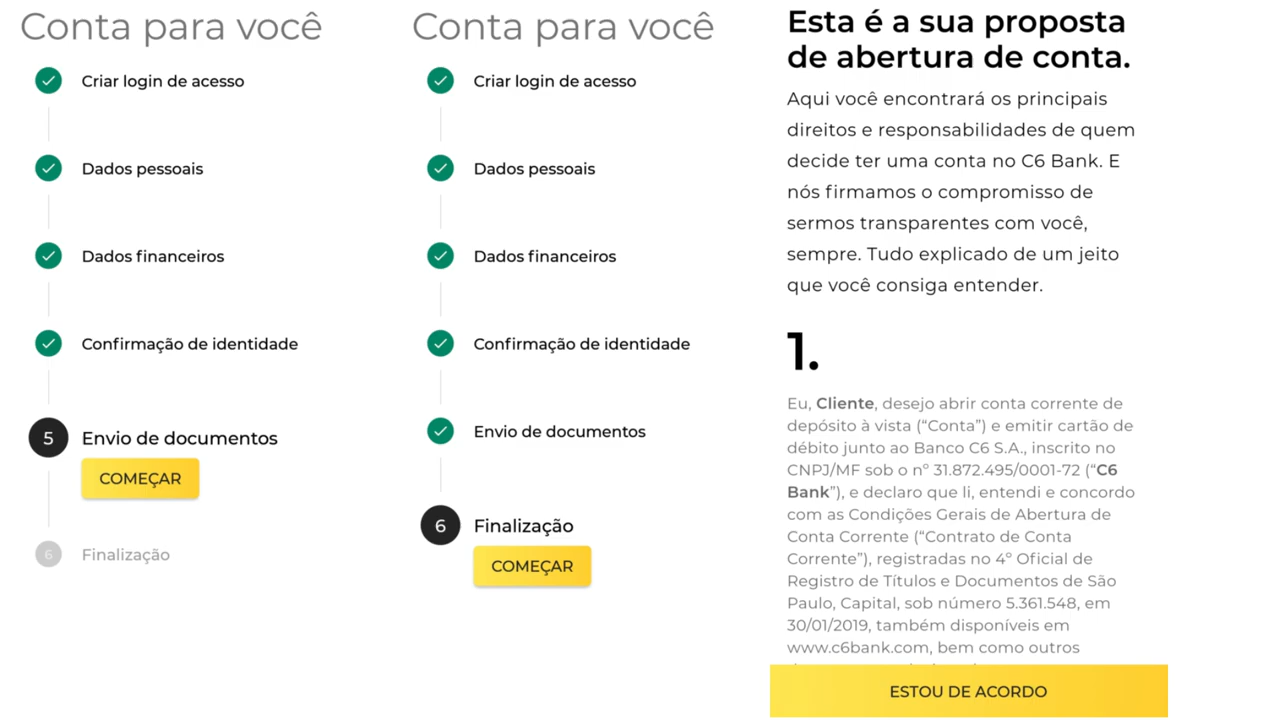 Conta para você
Criar login de acesso
Dados pessoais
Dados financeiros
Confirmação de identidade
5
Envio de documentos
COMEÇAR
6
Finalização
Conta para você
Criar login de acesso
Dados pessoais
Dados financeiros
Confirmação de identidade
Envio de documentos
6
Finalização
COMEÇAR
Esta é a sua proposta
de abertura de conta.
Aqui você encontrará os principais
direitos e responsabilidades de quem
decide ter uma conta no C6 Bank. E
nós firmamos o compromisso de
sermos transparentes com você,
sempre. Tudo explicado de um jeito
que você consiga entender.
1.
Eu, Cliente, desejo abrir conta corrente de
depósito à vista (“Conta”) e emitir cartão de
débito junto ao Banco C6 S.A., inscrito no
CNPJ/MF sob o nº 31.872.495/0001-72 (“C6
Bank”), e declaro que li, entendi e concordo
com as Condições Gerais de Abertura de
Conta Corrente (“Contrato de Conta
Corrente”), registradas no 4º Oficial de
Registro de Títulos e Documentos de São
Paulo, Capital, sob número 5.361.548, em
30/01/2019, também disponíveis em
www.c6bank.com, bem como outros
ESTOU DE ACORDO